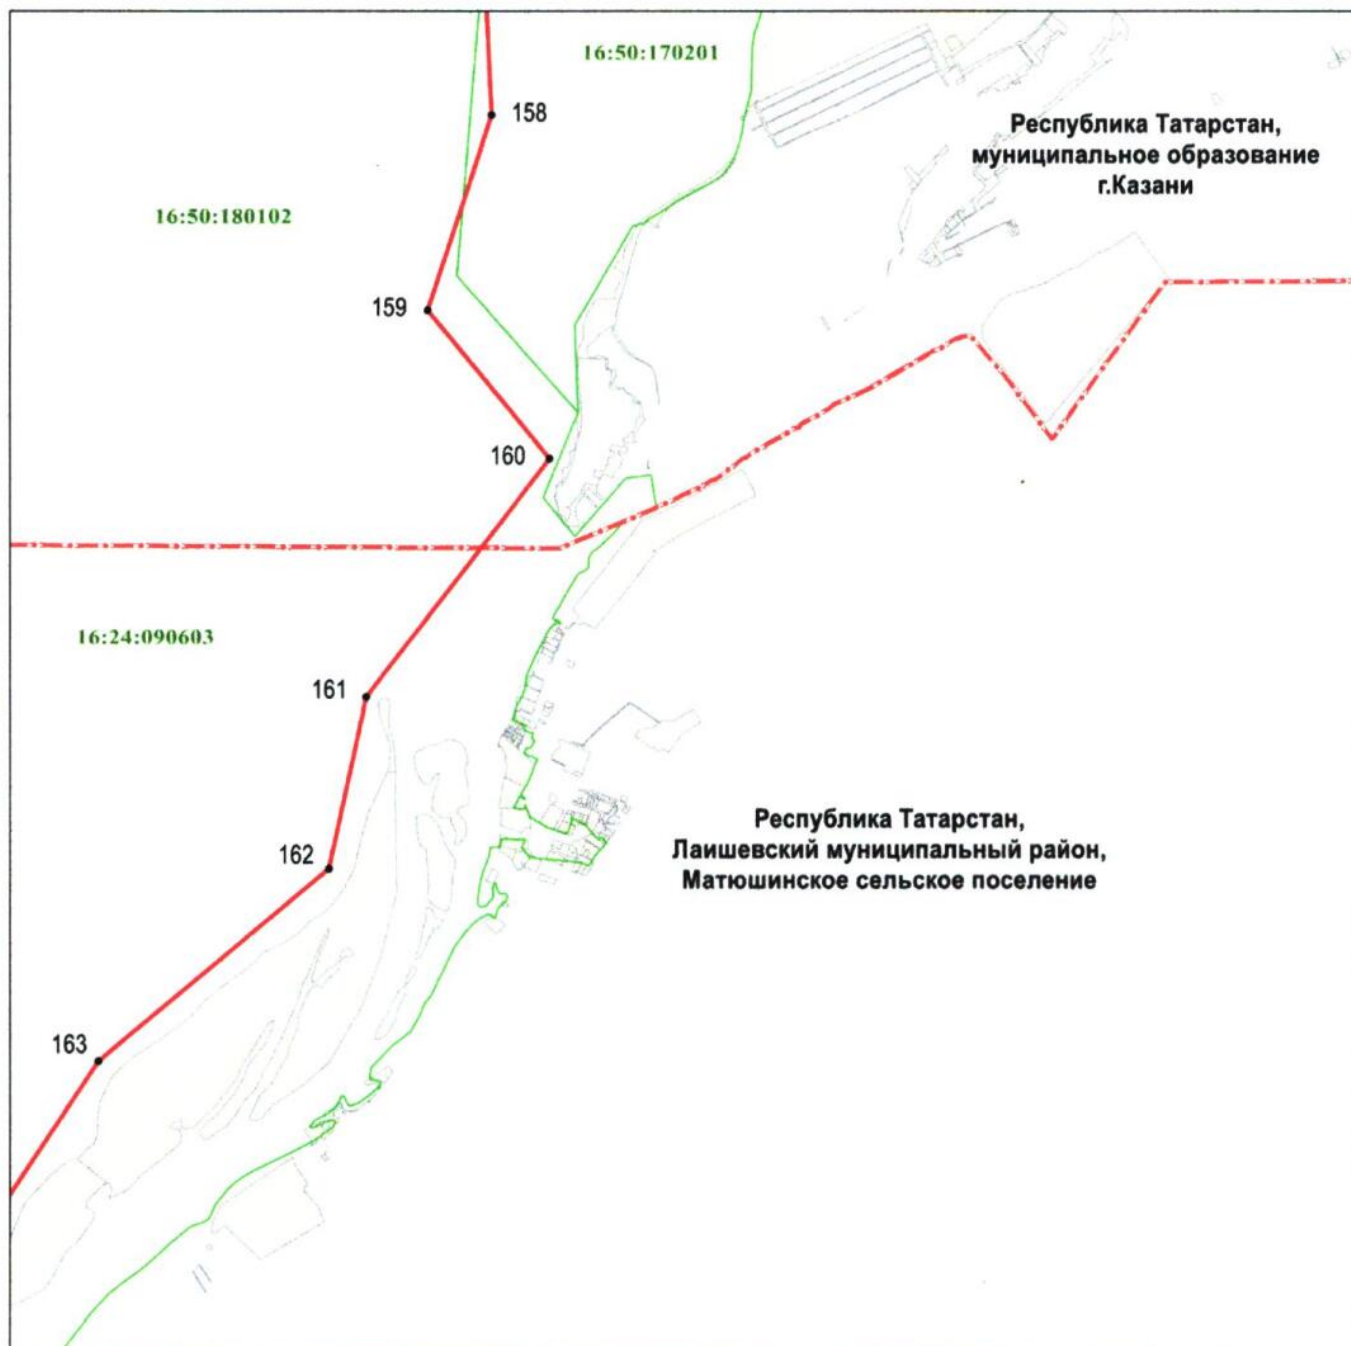 16:50:170201
158
Республика Татарстан,
муниципальное образование
г.Казани
16:50:180102
159
160
16:24:090603
161
162
Республика Татарстан,
Лаишевский муниципальный район,
Матюшинское сельское поселение
163